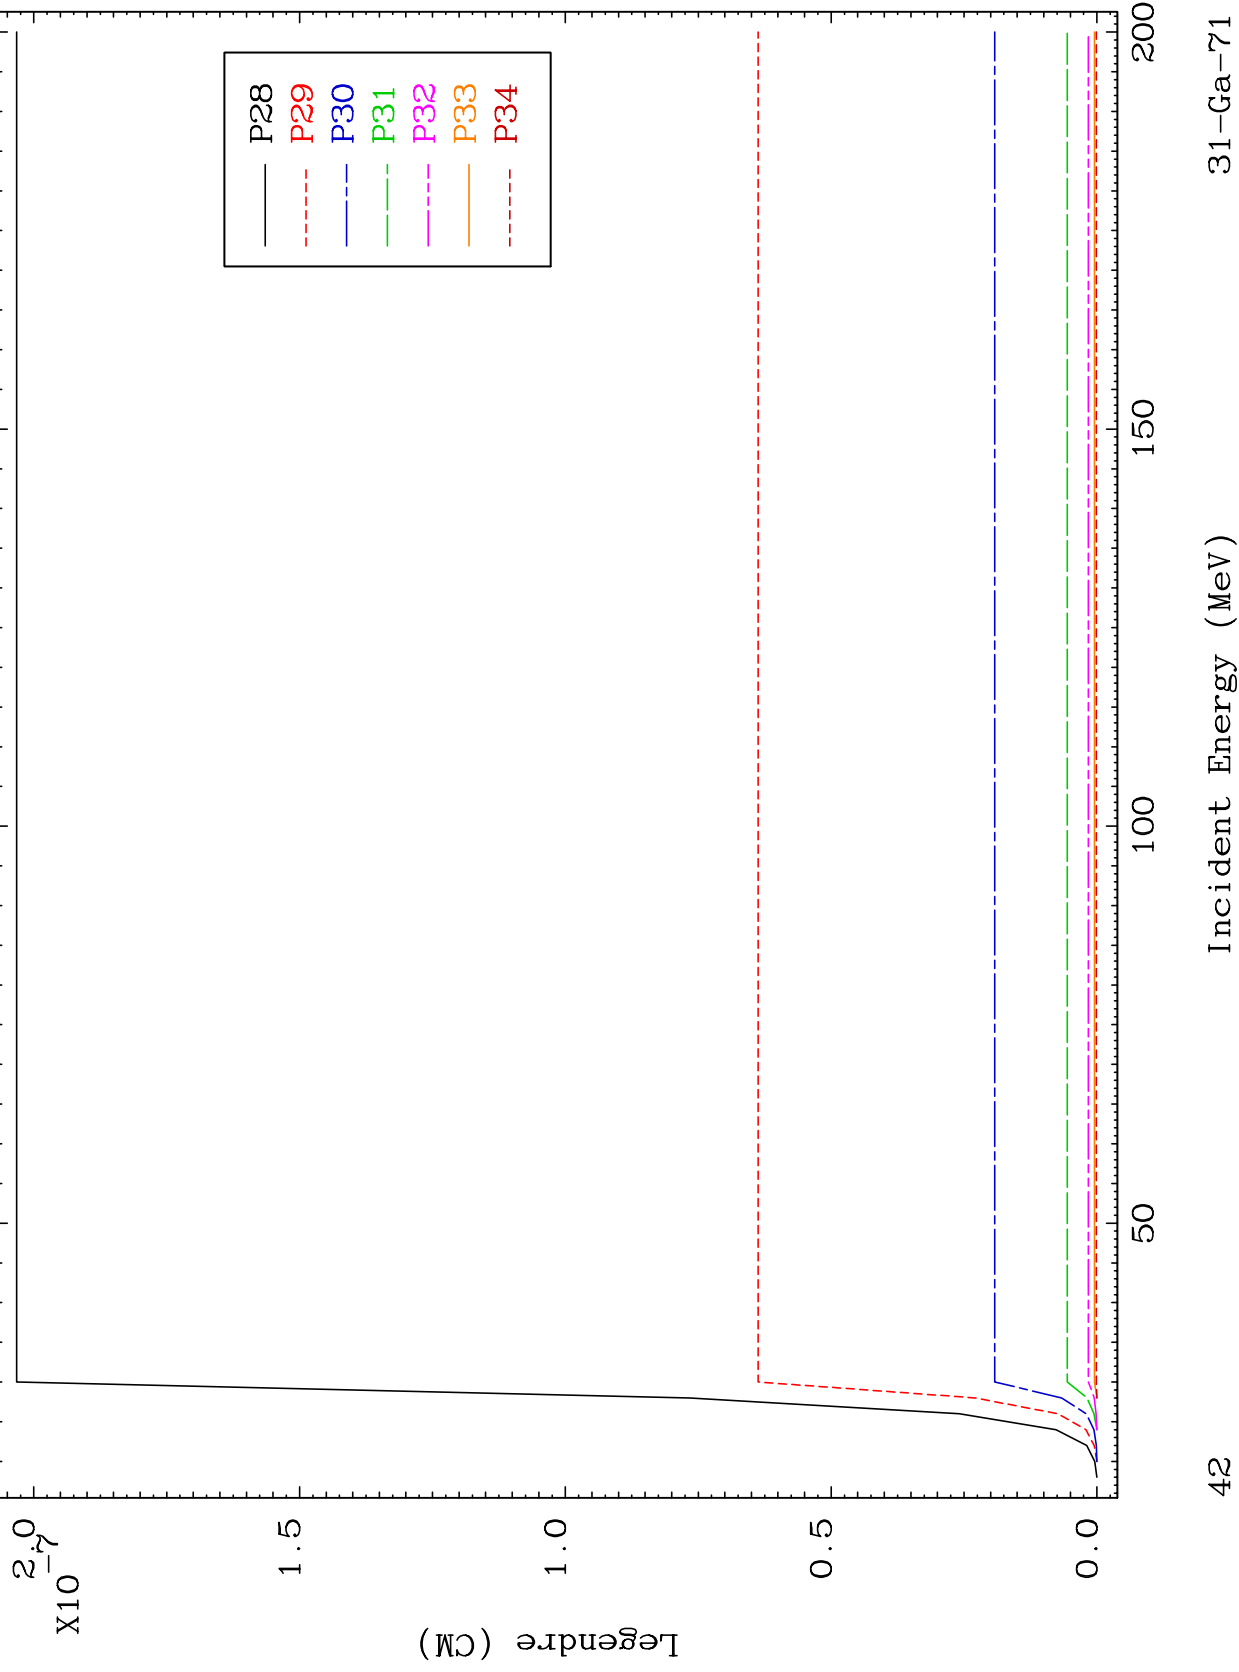 P28
P29
P30
P31
P32
P33
P34
2.0
X10⁻⁷
1.5
1.0
0.5
0.0
Legendre (CM)
50
100
150
200
Incident Energy (MeV)
42
31-Ga-71